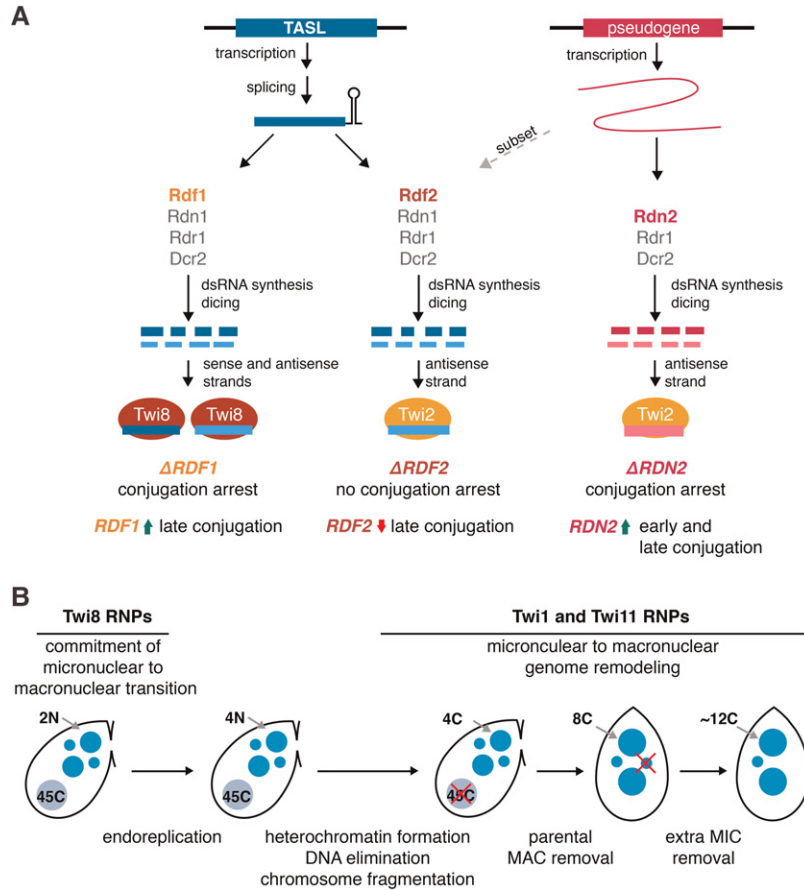 A
TASL
pseudogene
transcription
transcription
splicing
subset
Rdf1
Rdn1
Rdr1
Dcr2
Rdf2
Rdn1
Rdr1
Dcr2
Rdn2
Rdr1
Dcr2
dsRNA synthesis
dicing
dsRNA synthesis
dicing
dsRNA synthesis
dicing
sense and antisense
strands
antisense
strand
antisense
strand
Twi8
Twi8
Twi2
Twi2
ΔRDF1
conjugation arrest
ΔRDF2
no conjugation arrest
ΔRDN2
conjugation arrest
RDF1 late conjugation
RDF2 late conjugation
RDN2 early and
late conjugation
B
Twi8 RNPs
commitment of
micronuclear to
macronuclear transition
Twi1 and Twi11 RNPs
micronculear to macronuclear
genome remodeling
2N
4N
4C
8C
~12C
45C
45C
45C
endoreplication
heterochromatin formation
DNA elimination
chromosome fragmentation
parental
MAC removal
extra MIC
removal